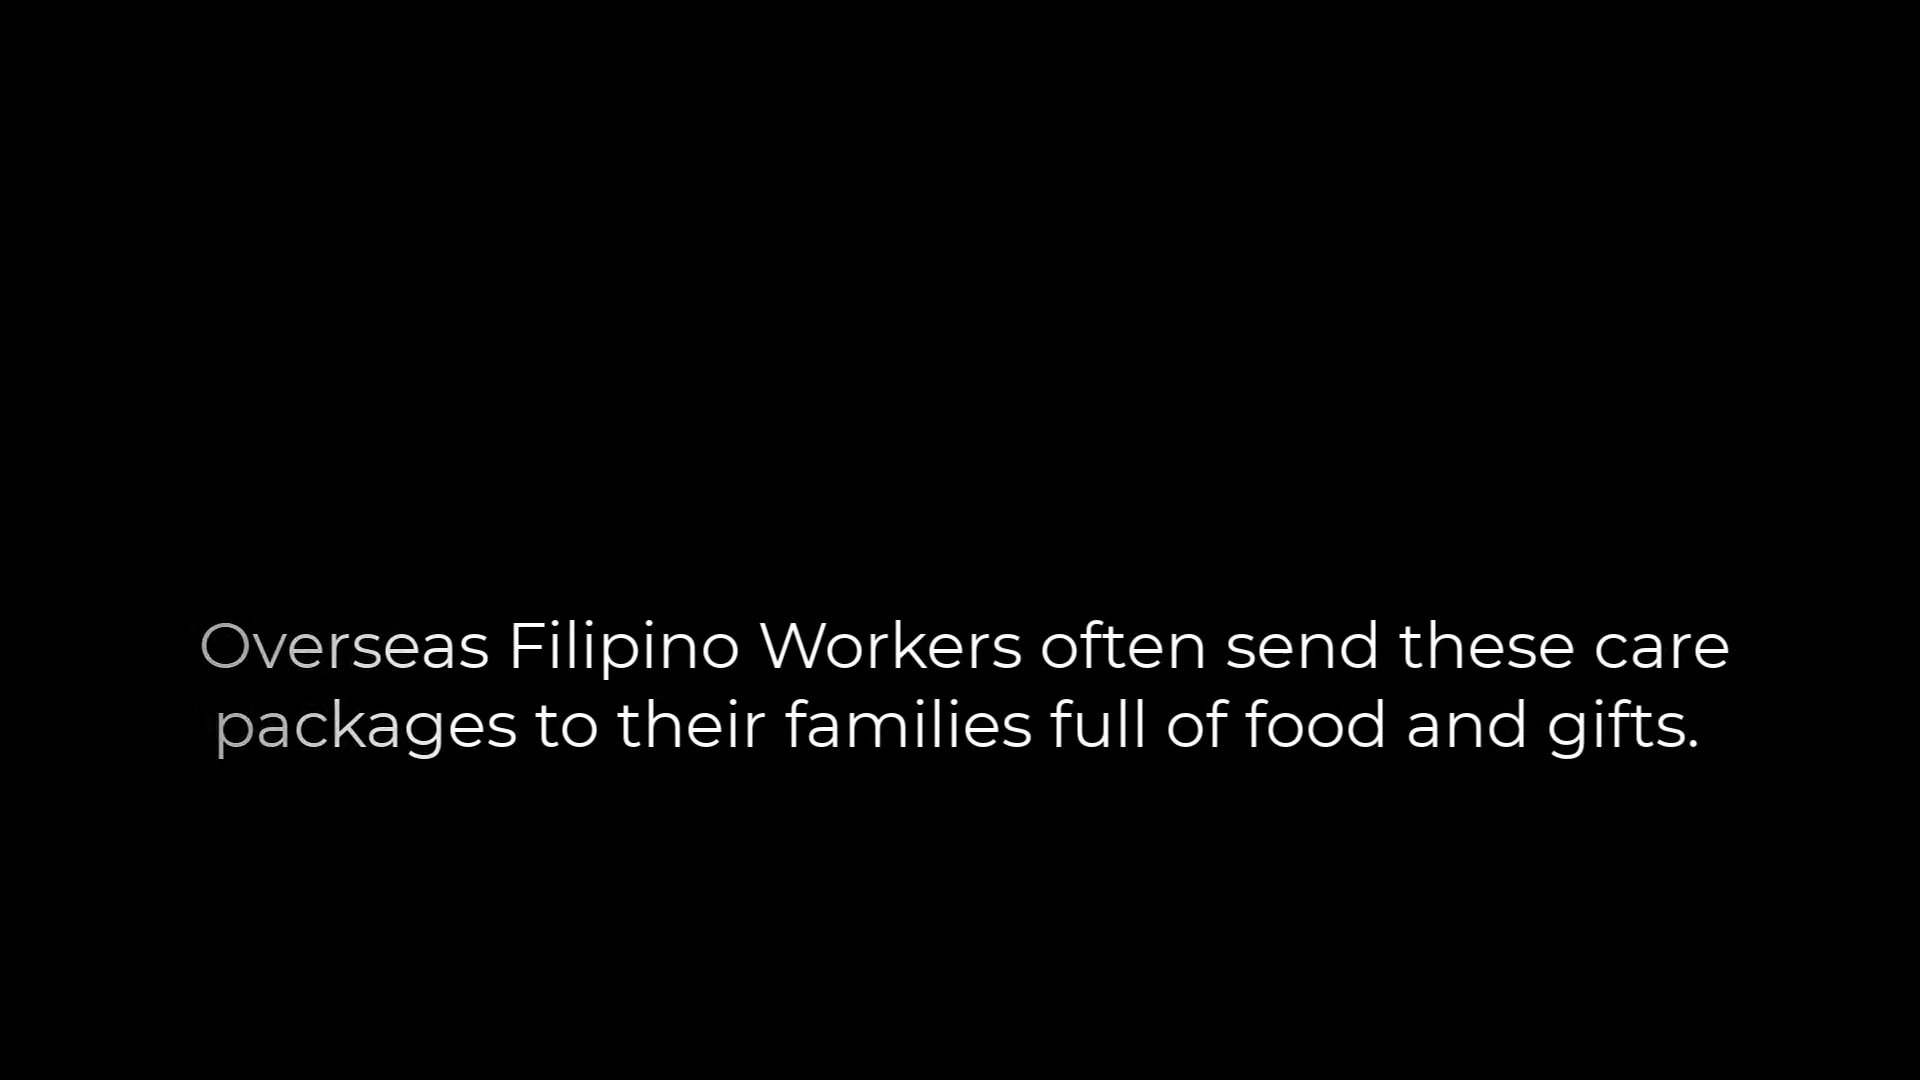 Overseas Filipino Workers often send these care
packages to their families full of food and gifts.